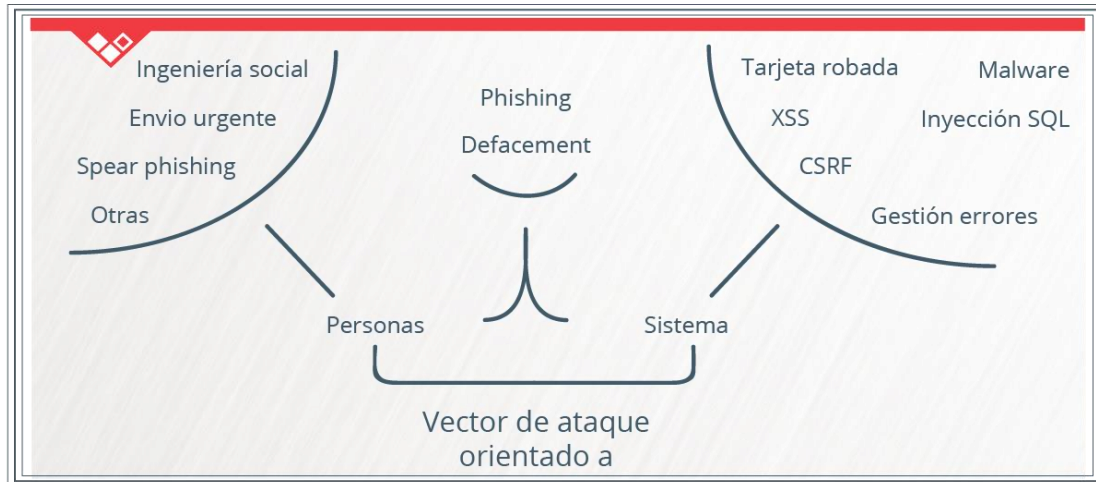 Ingeniería social
Envio urgente
Spear phishing
Otras
Phishing
Defacement
Tarjeta robada
Malware
XSS
Inyección SQL
CSRF
Gestión errores
Personas
Sistema
Vector de ataque
orientado a